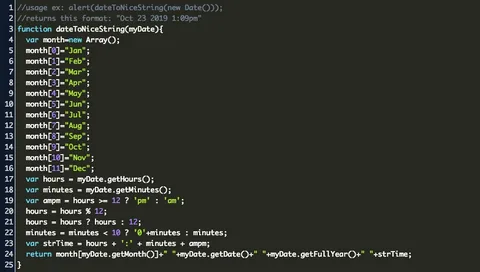 1 //usage ex: alert(dateToNiceString(new Date()));
2 //returns this format: "Oct 23 2019 1:09pm"
3 function dateToNiceString(myDate){
4   var month=new Array();
5   month[0]="Jan";
6   month[1]="Feb";
7   month[2]="Mar";
8   month[3]="Apr";
9   month[4]="May";
10   month[5]="Jun";
11   month[6]="Jul";
12   month[7]="Aug";
13   month[8]="Sep";
14   month[9]="Oct";
15   month[10]="Nov";
16   month[11]="Dec";
17   var hours = myDate.getHours();
18   var minutes = myDate.getMinutes();
19   var ampm = hours >= 12 ? 'pm' : 'am';
20   hours = hours % 12;
21   hours = hours ? hours : 12;
22   minutes = minutes < 10 ? '0'+minutes : minutes;
23   var strTime = hours + ':' + minutes + ampm;
24   return month[myDate.getMonth()]+" "+myDate.getDate()+" "+myDate.getFullYear()+" "+strTime;
25 }